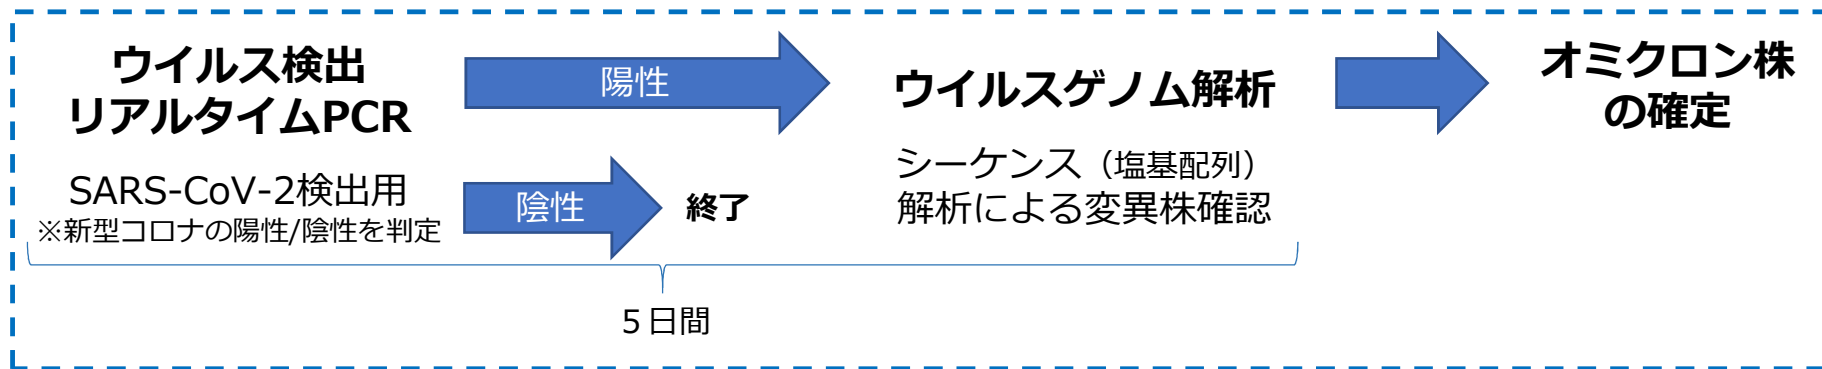 ウイルス検出
リアルタイムPCR
SARS-CoV-2検出用
※新型コロナの陽性/陰性を判定
陽性
陰性
終了
ウイルスゲノム解析
シーケンス（塩基配列）
解析による変異株確認
オミクロン株
の確定
５日間